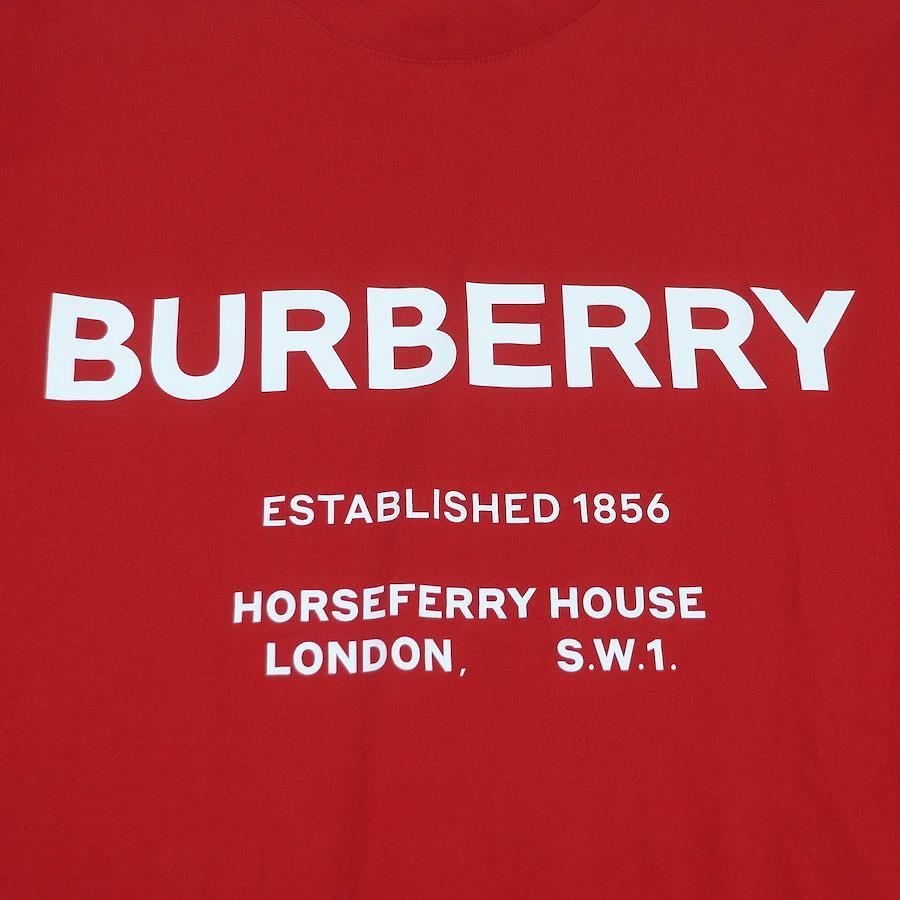 BURBERRY
ESTABLISHED 1856
HORSEFERRY HOUSE
LONDON, S.W.1.